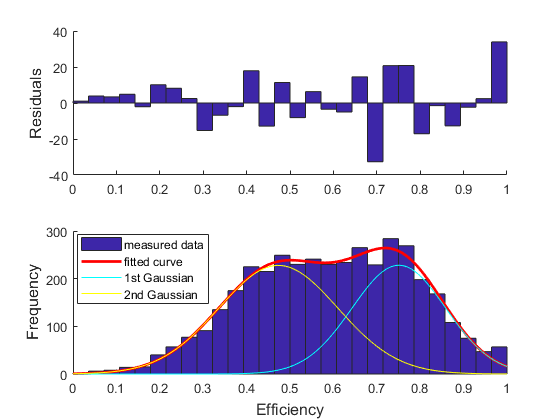 40
20
0
-20
-40
Residuals
0 0.1 0.2 0.3 0.4 0.5 0.6 0.7 0.8 0.9 1
300
200
100
0
Frequency
measured data
fitted curve
1st Gaussian
2nd Gaussian
0 0.1 0.2 0.3 0.4 0.5 0.6 0.7 0.8 0.9 1
Efficiency